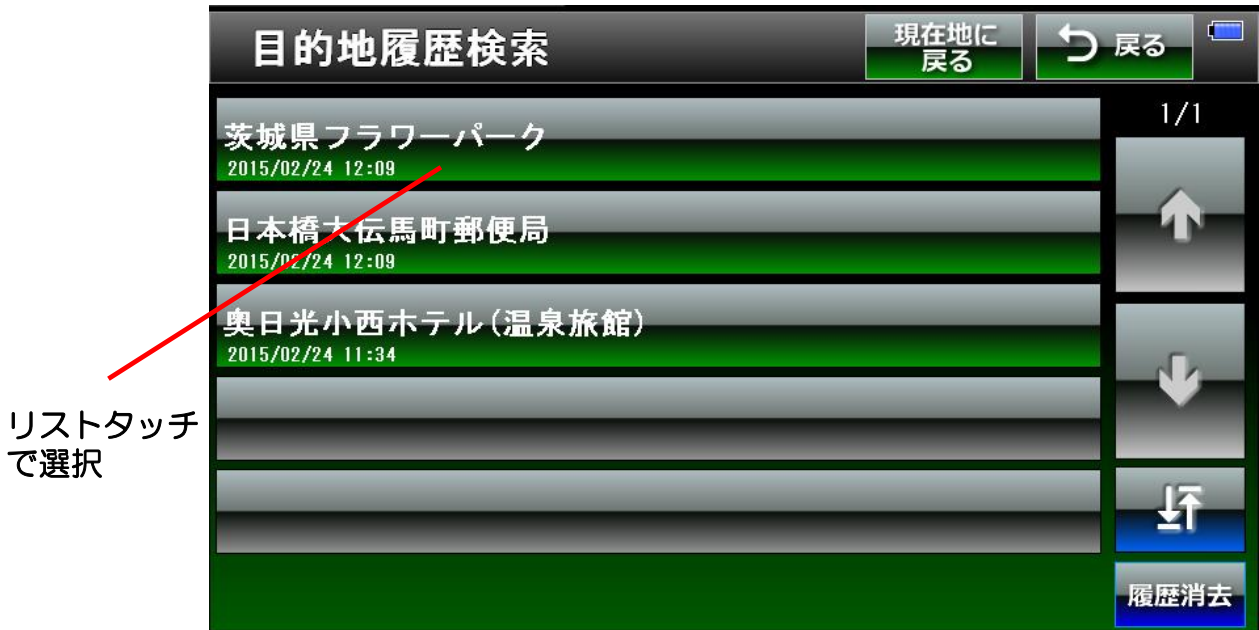 目的地履歴検索
現在地に
戻る
戻る
1/1
茨城県フラワーパーク
2015/02/24 12:09
日本橋大伝馬町郵便局
2015/02/24 12:09
奥日光小西ホテル(温泉旅館)
2015/02/24 11:34
リストタッチ
で選択
履歴消去